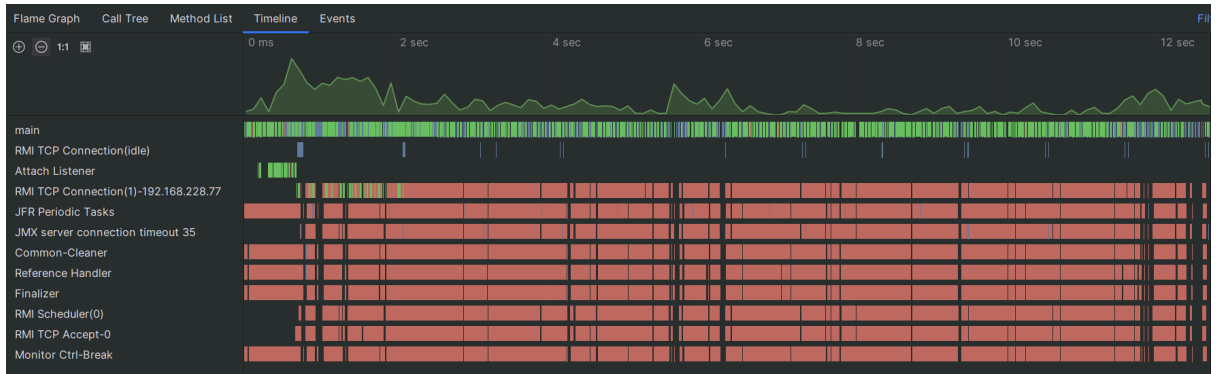 Flame Graph Call Tree Method List Timeline Events
1:1
0 ms 2 sec 4 sec 6 sec 8 sec 10 sec 12 sec
main
RMI TCP Connection(idle)
Attach Listener
RMI TCP Connection(1)-192.168.228.77
JFR Periodic Tasks
JMX server connection timeout 35
Common-Cleaner
Reference Handler
Finalizer
RMI Scheduler(0)
RMI TCP Accept-0
Monitor Ctrl-Break